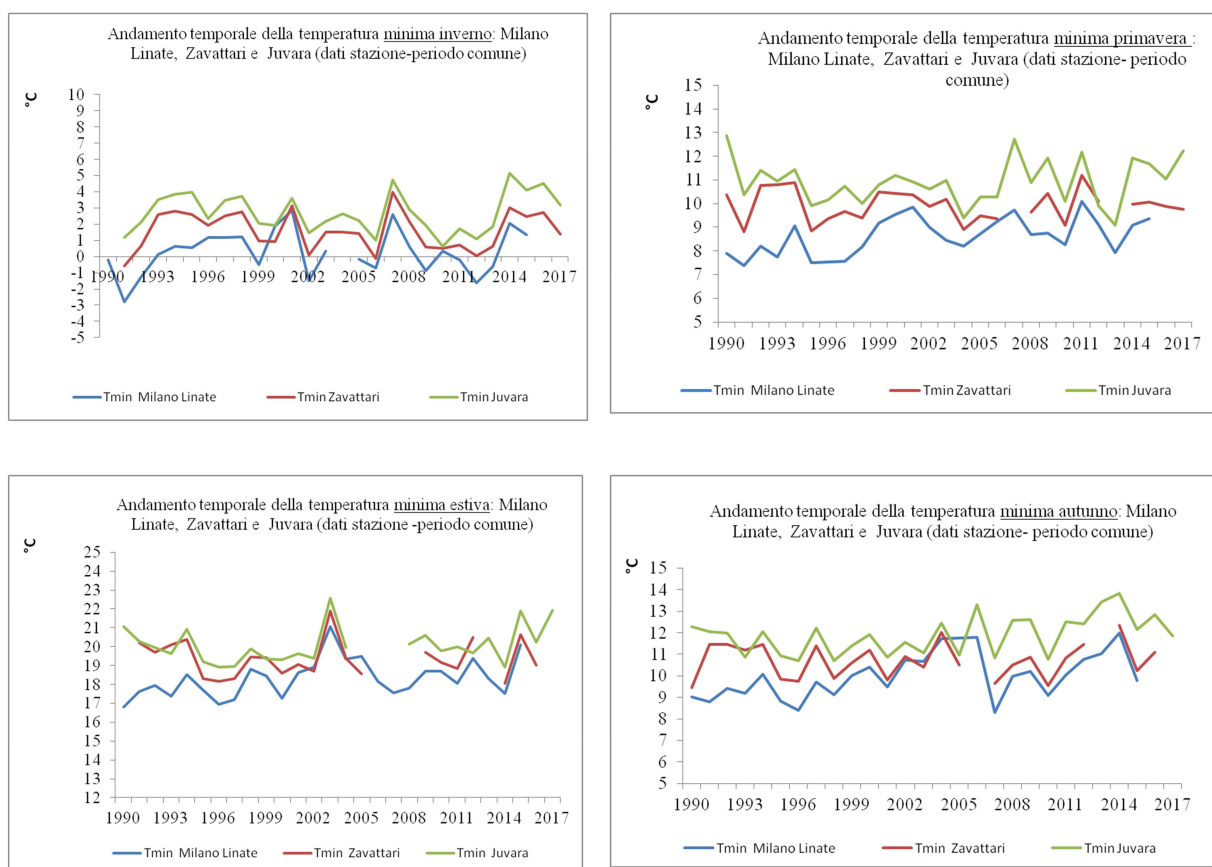 Andamento temporale della temperatura minima inverno: Milano
Linate, Zavattari e Juvara (dati stazione-periodo comune)
°C
10
9
8
7
6
5
4
3
2
1
0
-1
-2
-3
-4
-5
1990 1993 1996 1999 2002 2005 2008 2011 2014 2017
Tmin Milano Linate Tmin Zavattari Tmin Juvara
Andamento temporale della temperatura minima primavera :
Milano Linate, Zavattari e Juvara (dati stazione- periodo
comune)
°C
15
14
13
12
11
10
9
8
7
6
5
1990 1993 1996 1999 2002 2005 2008 2011 2014 2017
Tmin Milano Linate Tmin Zavattari Tmin Juvara
Andamento temporale della temperatura minima estiva: Milano
Linate, Zavattari e Juvara (dati stazione -periodo comune)
°C
25
24
23
22
21
20
19
18
17
16
15
14
13
12
1990 1993 1996 1999 2002 2005 2008 2011 2014 2017
Tmin Milano Linate Tmin Zavattari Tmin Juvara
Andamento temporale della temperatura minima autunno: Milano
Linate, Zavattari e Juvara (dati stazione- periodo comune)
°C
15
14
13
12
11
10
9
8
7
6
5
1990 1993 1996 1999 2002 2005 2008 2011 2014 2017
Tmin Milano Linate Tmin Zavattari Tmin Juvara